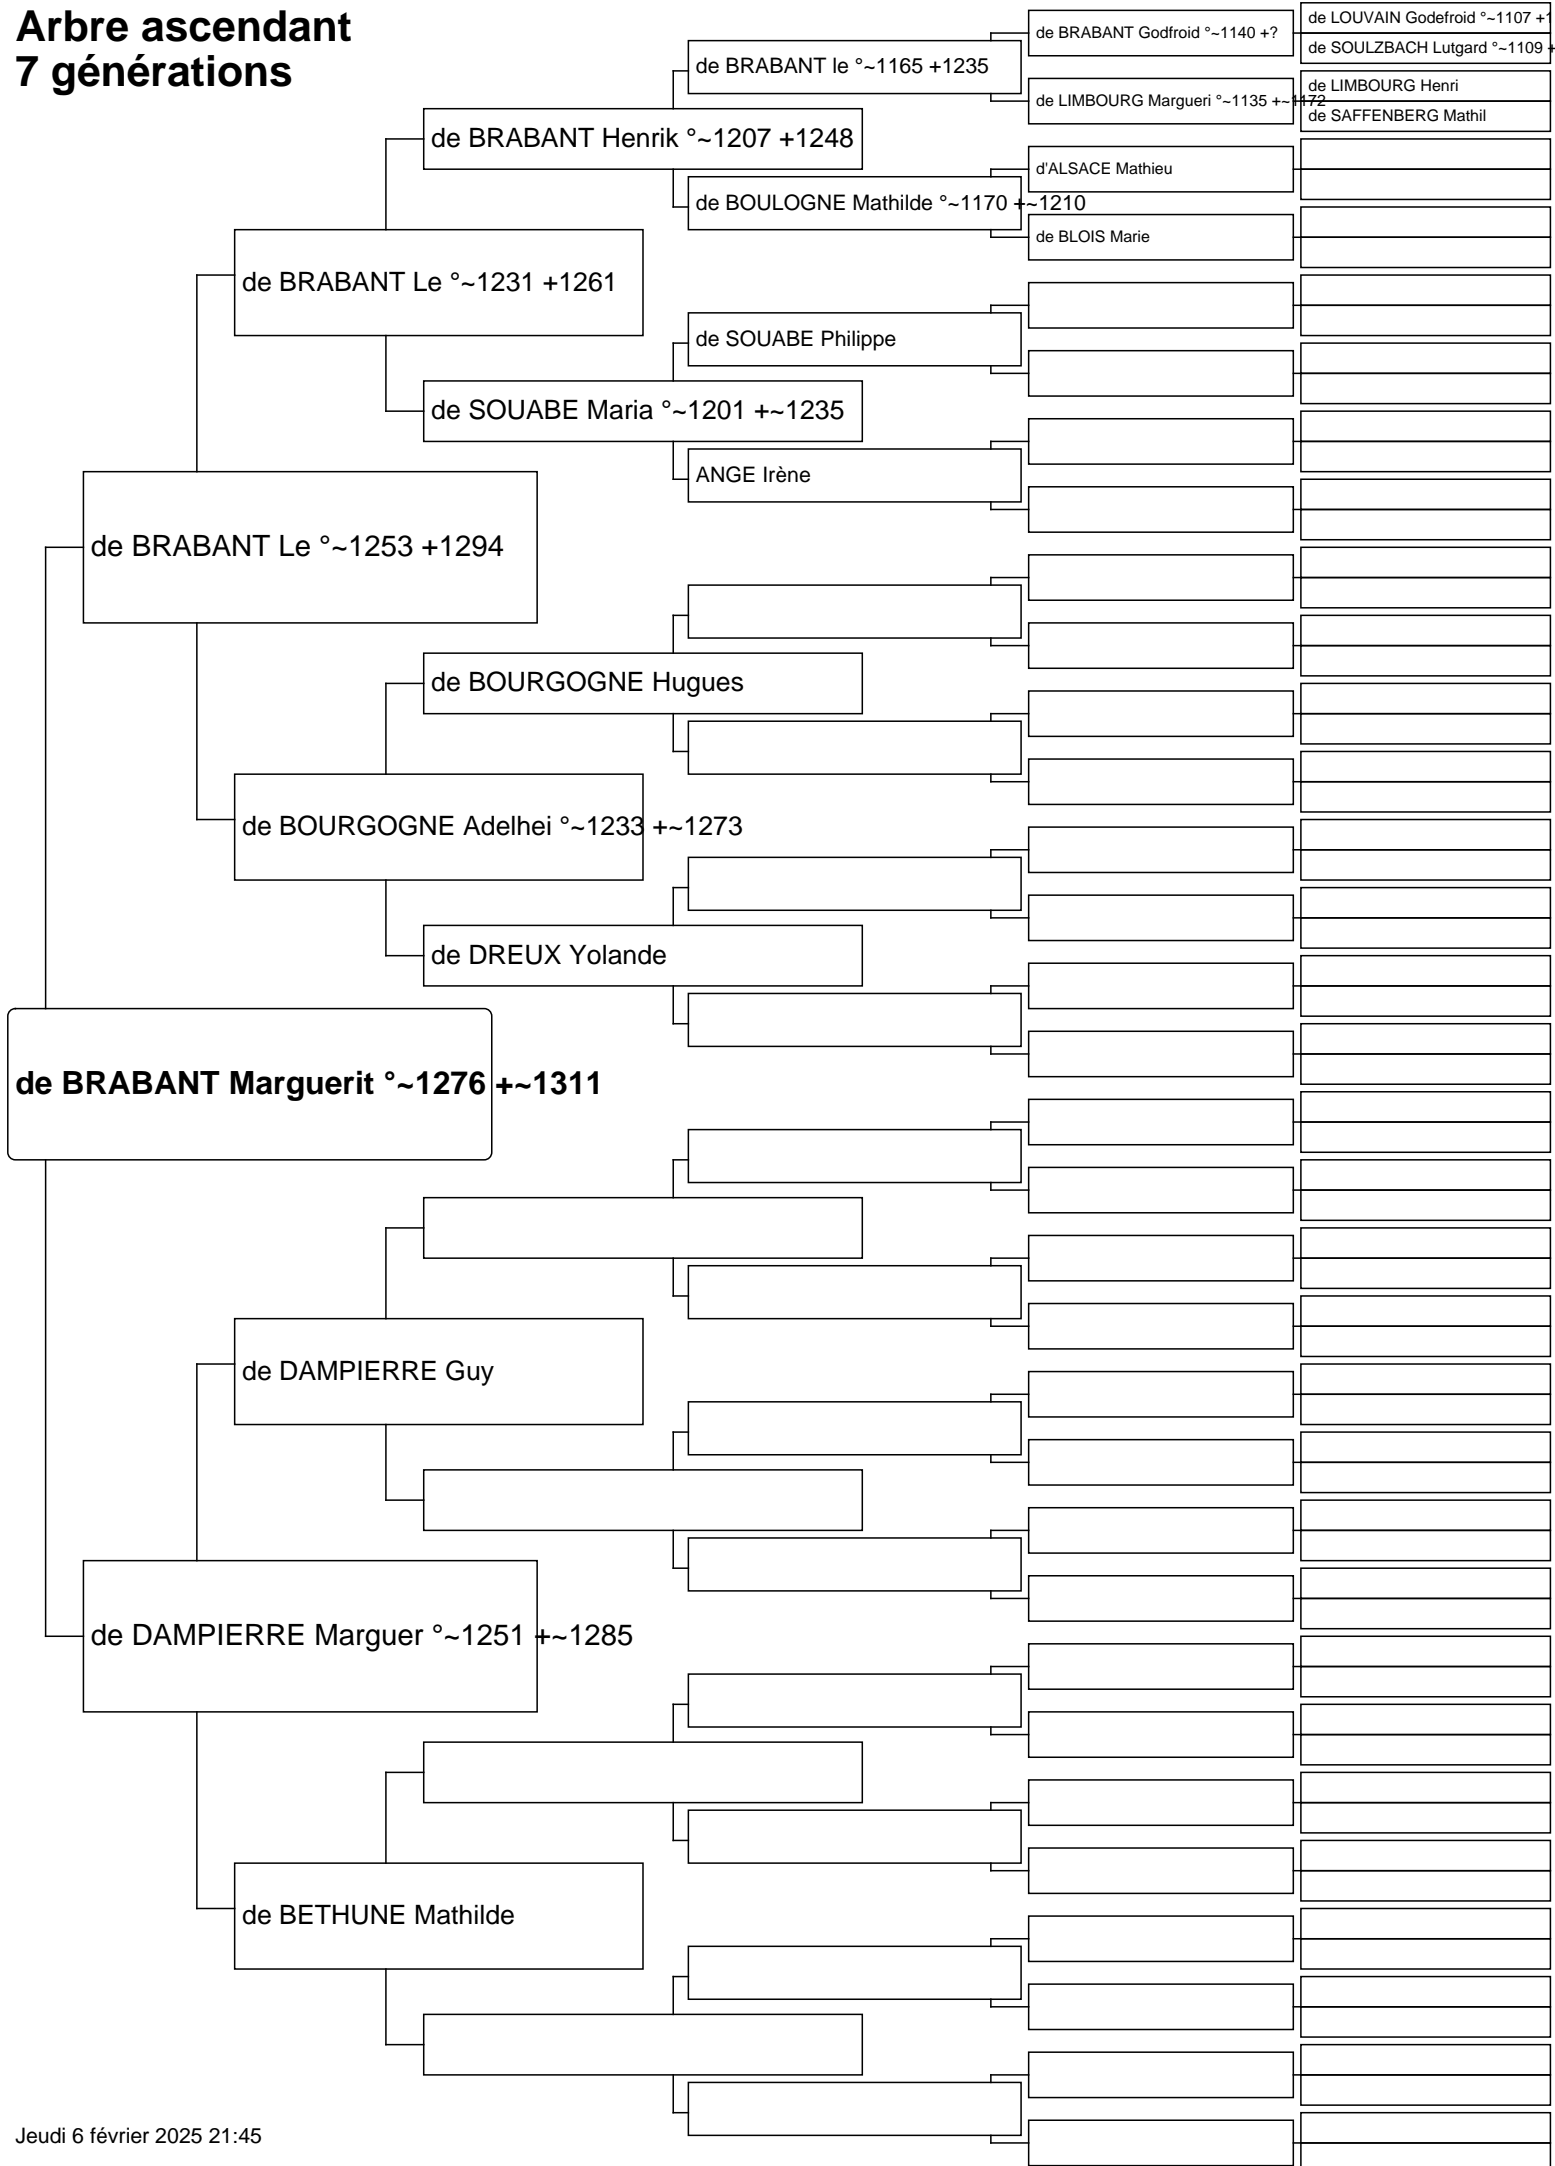 Arbre ascendant
7 générations
de LOUVAIN Godefroid °~1107 +1
de BRABANT Godfroid °~1140 +?
de SOULZBACH Lutgard °~1109 +
de BRABANT le °~1165 +1235
de LIMBOURG Henri
de LIMBOURG Margueri °~1135 +~1172
de SAFFENBERG Mathil
de BRABANT Henrik °~1207 +1248
d'ALSACE Mathieu
de BOULOGNE Mathilde °~1170 +~1210
de BLOIS Marie
de BRABANT Le °~1231 +1261
de SOUABE Philippe
de SOUABE Maria °~1201 +~1235
ANGE Irène
de BRABANT Le °~1253 +1294
de BOURGOGNE Hugues
de BOURGOGNE Adelhei °~1233 +~1273
de DREUX Yolande
de BRABANT Marguerit °~1276 +~1311
de DAMPIERRE Guy
de DAMPIERRE Marguer °~1251 +~1285
de BETHUNE Mathilde
Jeudi 6 février 2025 21:45